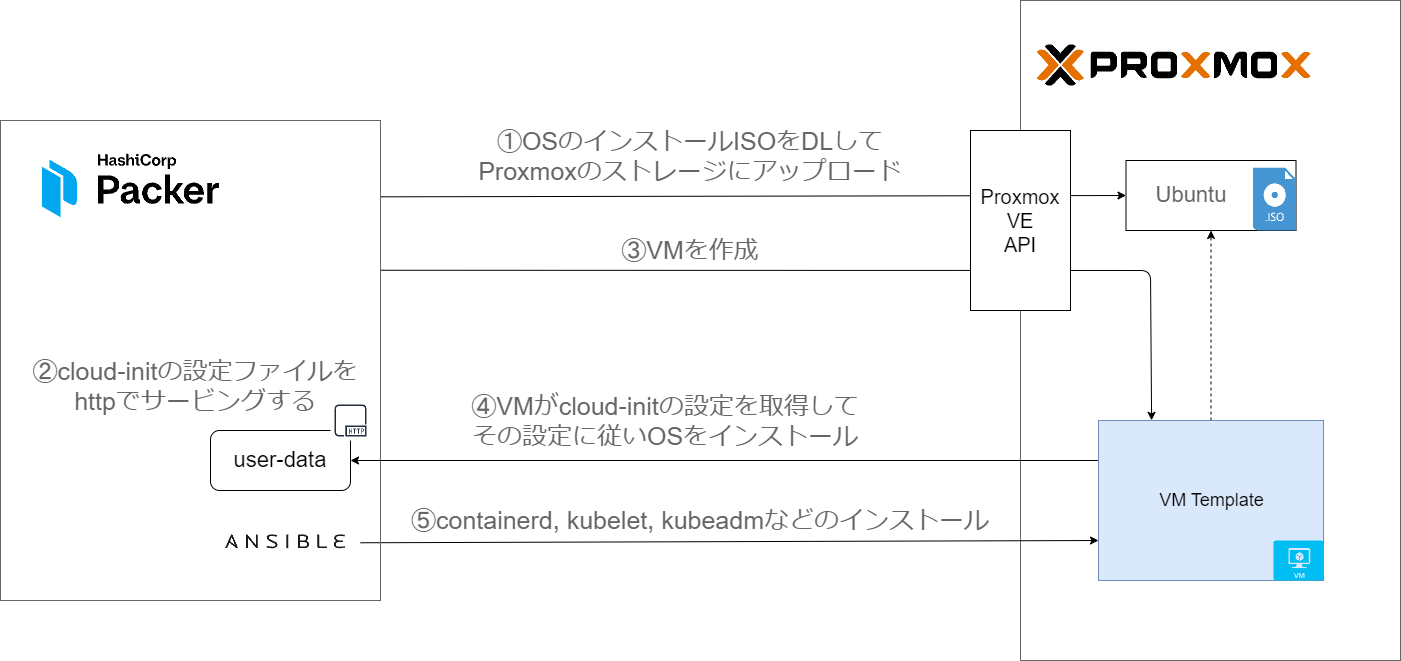 PROXMOX
HashiCorp
Packer
①OSのインストールISOをDLして
Proxmoxのストレージにアップロード
Proxmox
VE
API
Ubuntu
.ISO
③VMを作成
②cloud-initの設定ファイルを
httpでサービングする
HTTP
user-data
④VMがcloud-initの設定を取得して
その設定に従いOSをインストール
VM Template
⑤containerd, kubelet, kubeadmなどのインストール
ANSIBLE
VM